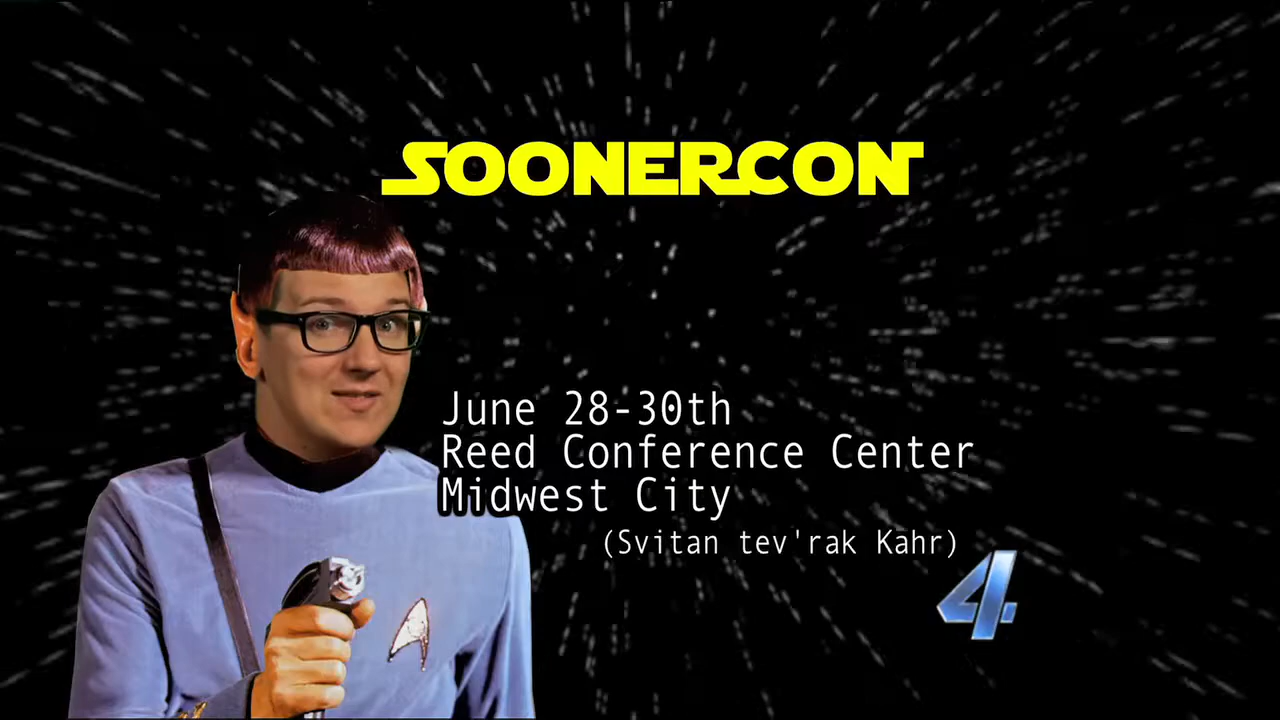 SOONERCON
June 28-30th
Reed Conference Center
Midwest City
(Svitan tev'rak Kahr)
4